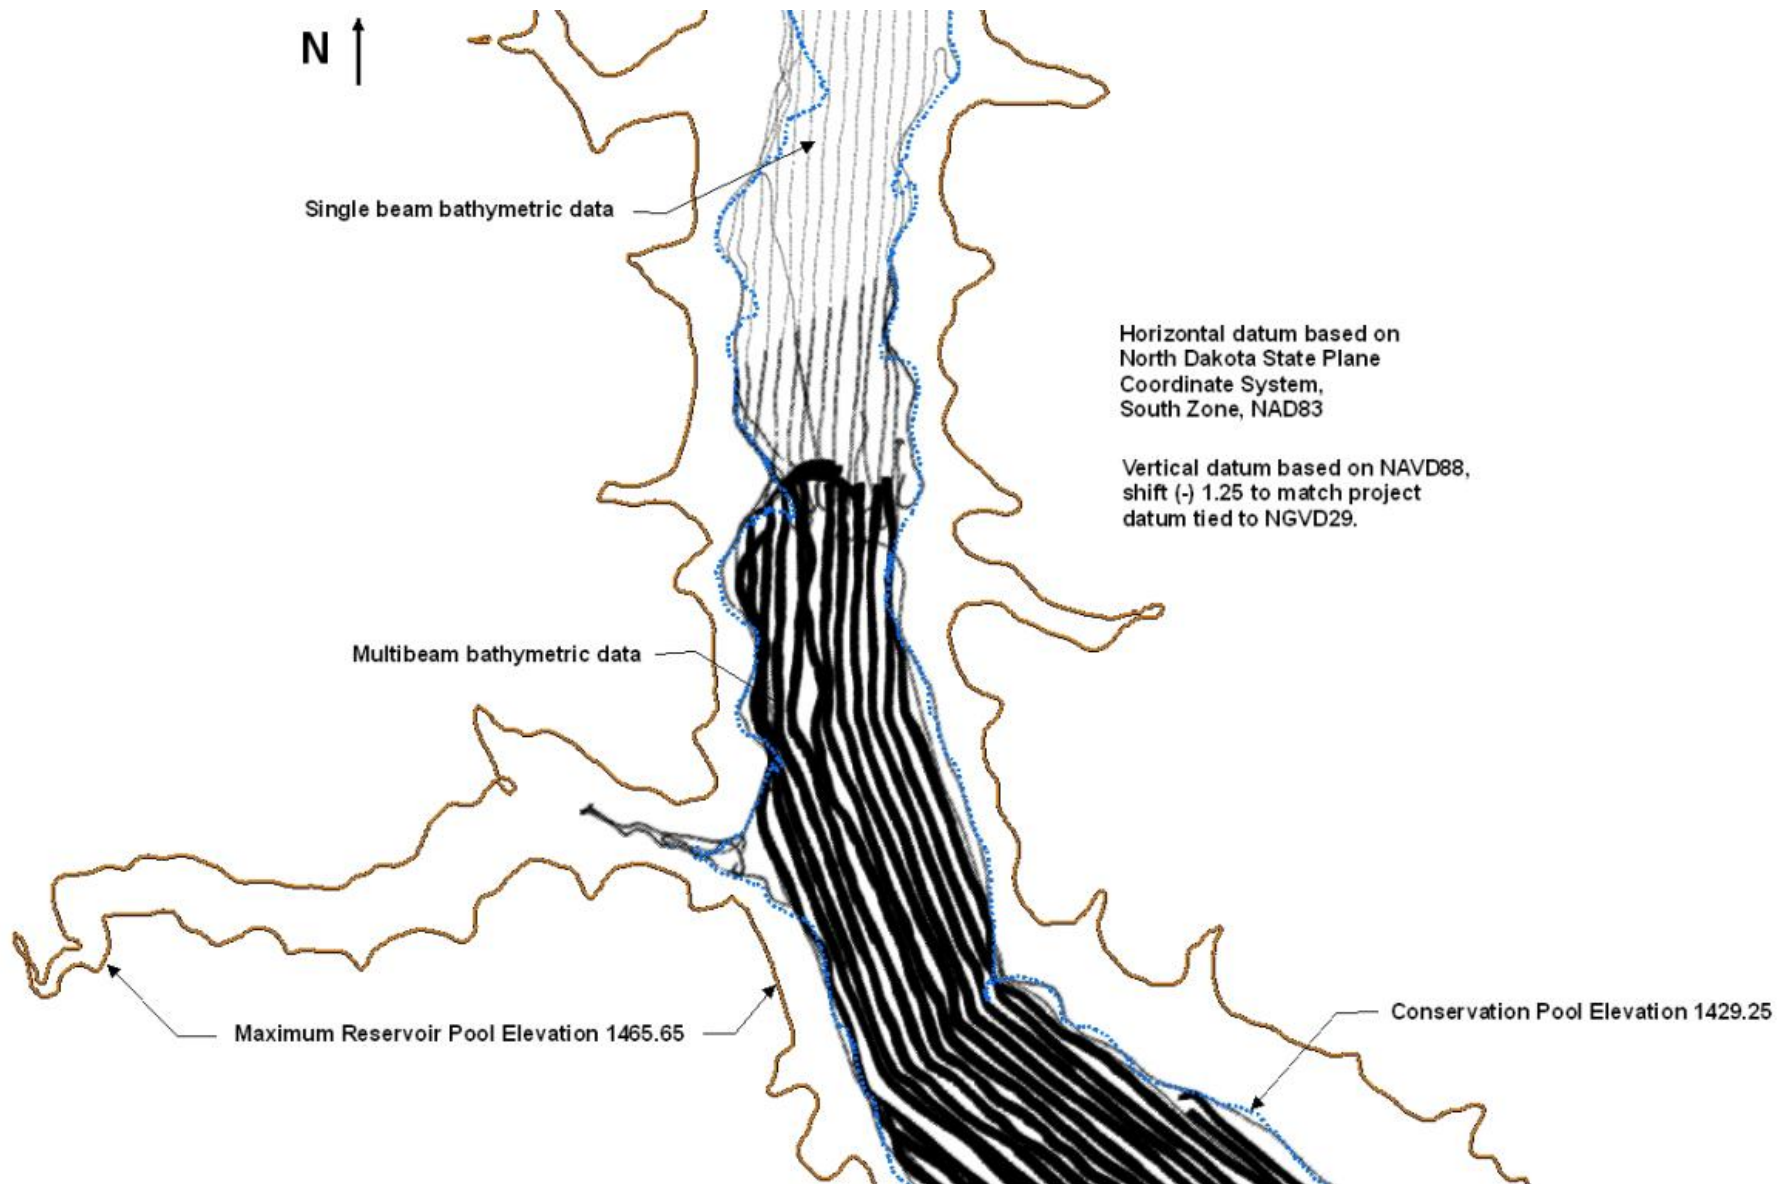 N
Single beam bathymetric data
Horizontal datum based on
North Dakota State Plane
Coordinate System,
South Zone, NAD83
Vertical datum based on NAVD88,
shift (-) 1.25 to match project
datum tied to NGVD29.
Multibeam bathymetric data
Conservation Pool Elevation 1429.25
Maximum Reservoir Pool Elevation 1465.65